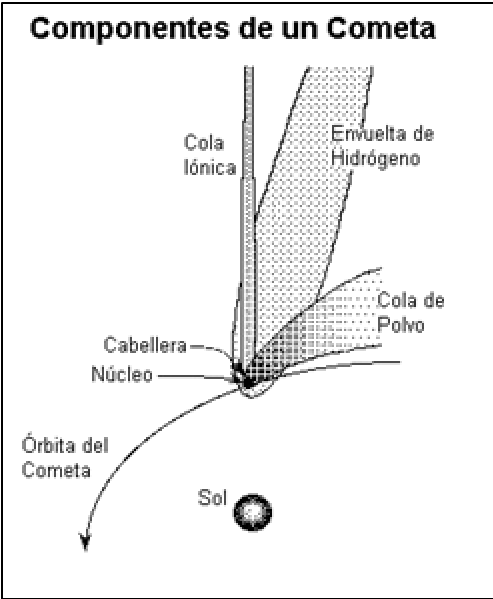 Componentes de un Cometa
Cola
Iónica
Envuelta de
Hidrógeno
Cola de
Polvo
Cabellera
Núcleo
Órbita del
Cometa
Sol